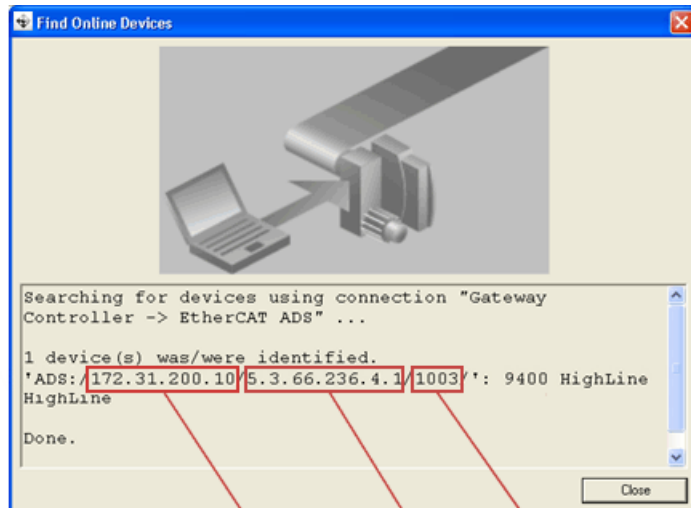 Find Online Devices
Searching for devices using connection "Gateway
Controller -> EtherCAT ADS" ...
1 device(s) was/were identified.
'ADS:/172.31.200.10/5.3.66.236.4.1/1003/': 9400 HighLine
HighLine
Done.
Close